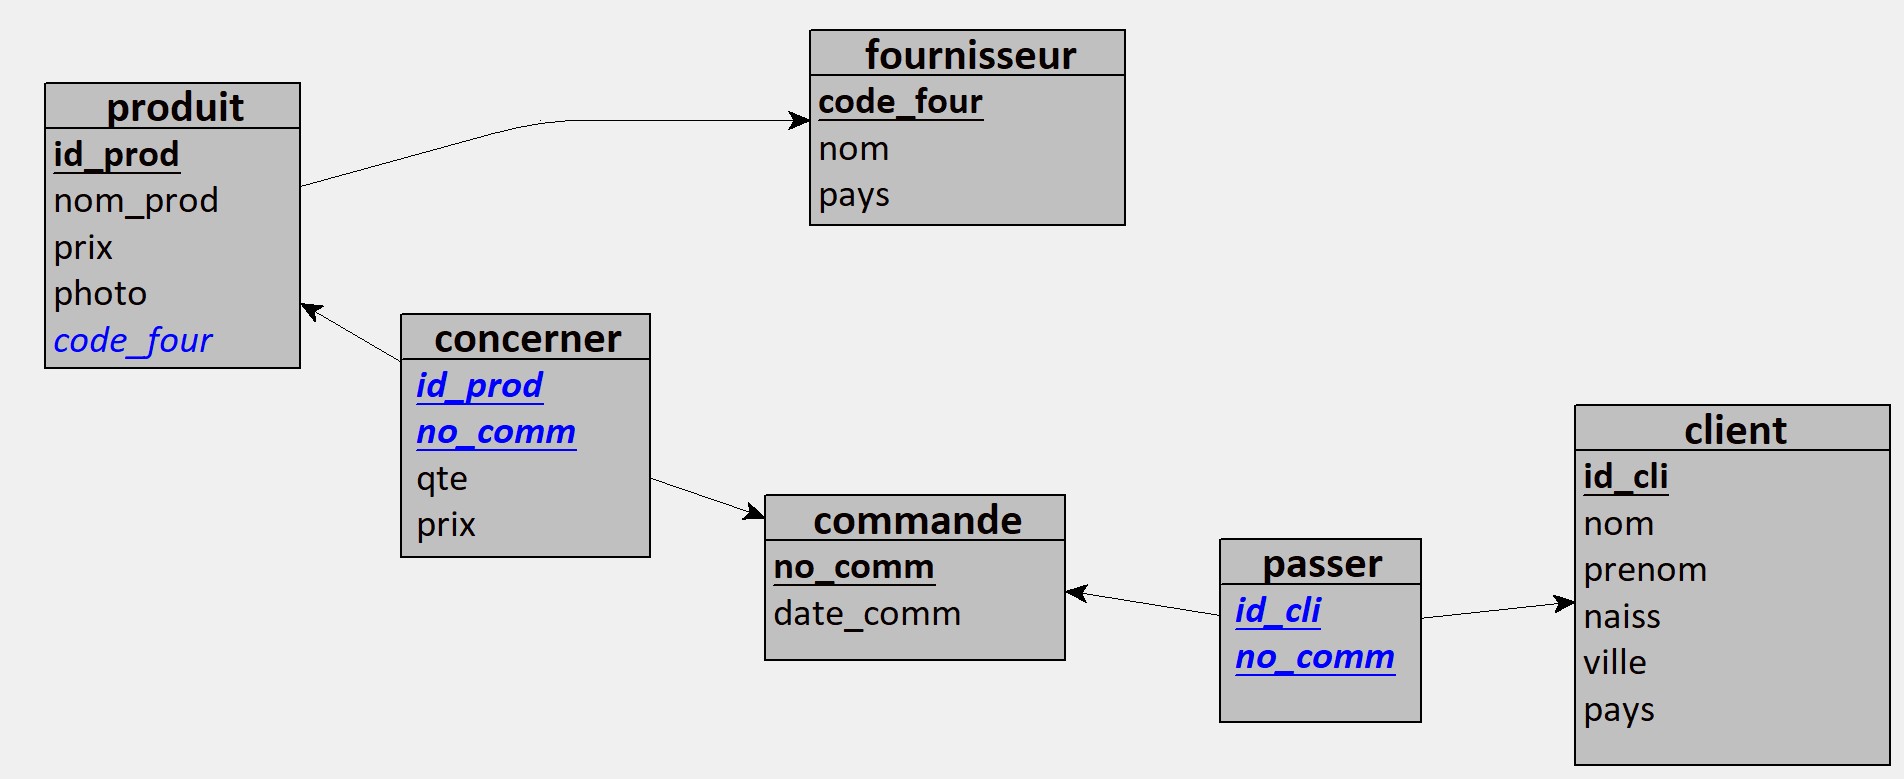 produit
id_prod
nom_prod
prix
photo
code_four
fournisseur
code_four
nom
pays
concerner
id_prod
no_comm
qte
prix
commande
no_comm
date_comm
passer
id_cli
no_comm
client
id_cli
nom
prenom
naiss
ville
pays